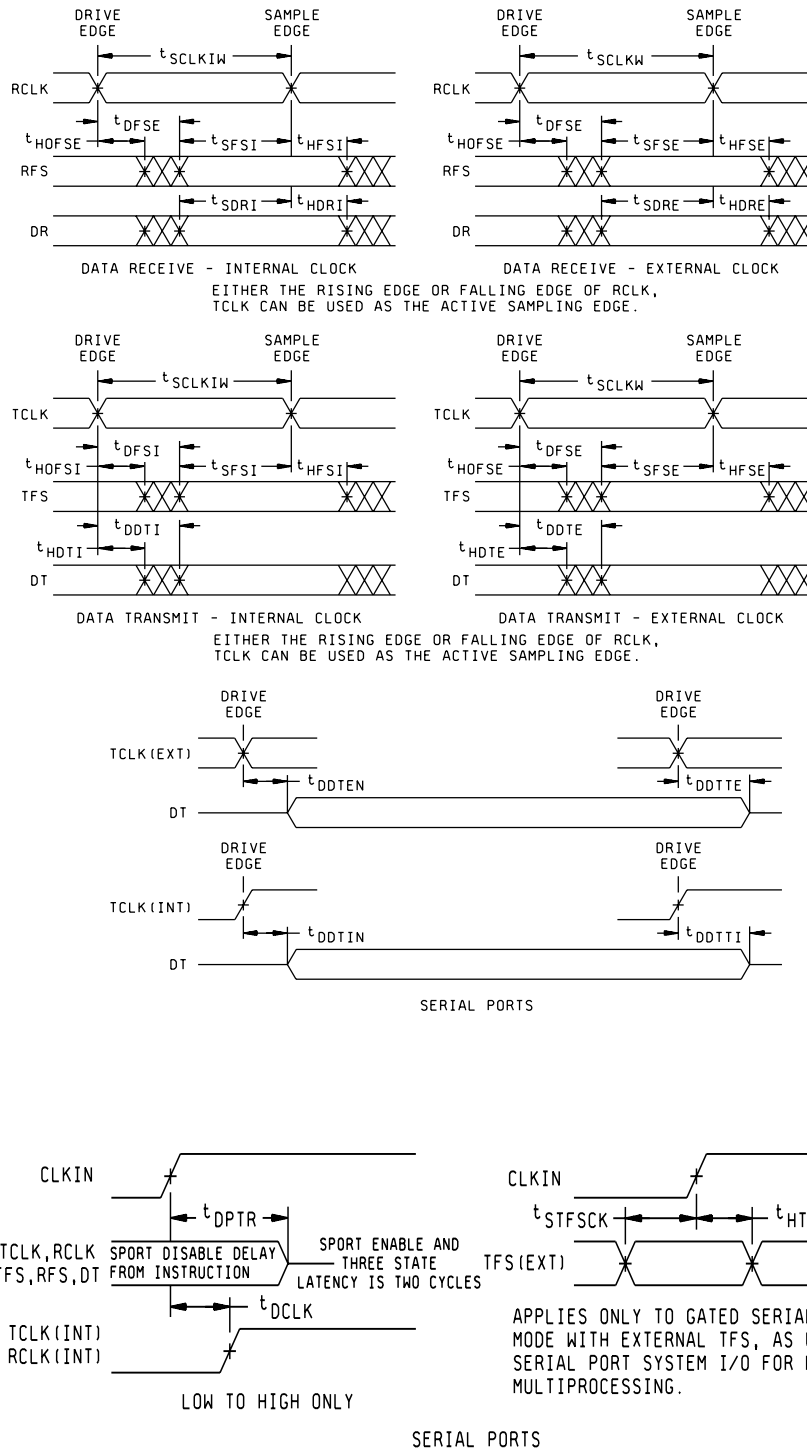 DRIVE EDGE SAMPLE EDGE DRIVE EDGE SAMPLE EDGE
tSCLKIW tSCLKW
RCLK RCLK
tDFSE tDFSE
tHOFSE tSFSI tHFSI tHOFSE tSFSE tHFSE
RFS RFS
tSDRI tHDRI tSDRE tHDRE
DR DR
DATA RECEIVE - INTERNAL CLOCK DATA RECEIVE - EXTERNAL CLOCK
EITHER THE RISING EDGE OR FALLING EDGE OF RCLK,
TCLK CAN BE USED AS THE ACTIVE SAMPLING EDGE.
DRIVE EDGE SAMPLE EDGE DRIVE EDGE SAMPLE EDGE
tSCLKIW tSCLKW
TCLK TCLK
tDFSI tDFSE
tHOFSI tSFSI tHFSI tHOFSE tSFSE tHFSE
TFS TFS
tDDTI tDDTE
tHDTI tHDTE
DT DT
DATA TRANSMIT - INTERNAL CLOCK DATA TRANSMIT - EXTERNAL CLOCK
EITHER THE RISING EDGE OR FALLING EDGE OF RCLK,
TCLK CAN BE USED AS THE ACTIVE SAMPLING EDGE.
DRIVE EDGE DRIVE EDGE
TCLK(EXT)
tDDTEN tDDTTE
DT
DRIVE EDGE DRIVE EDGE
TCLK(INT)
tDDTIN tDDTTI
DT
SERIAL PORTS
CLKIN
tDPTR
TCLK,RCLK
TFS,RFS,DT
SPORT DISABLE DELAY
FROM INSTRUCTION
SPORT ENABLE AND
THREE STATE
LATENCY IS TWO CYCLES
tDCLK
TCLK(INT)
RCLK(INT)
LOW TO HIGH ONLY
CLKIN
tSTFSCK tHT
TFS(EXT)
APPLIES ONLY TO GATED SERIAL
MODE WITH EXTERNAL TFS, AS
SERIAL PORT SYSTEM I/O FOR
MULTIPROCESSING.
SERIAL PORTS